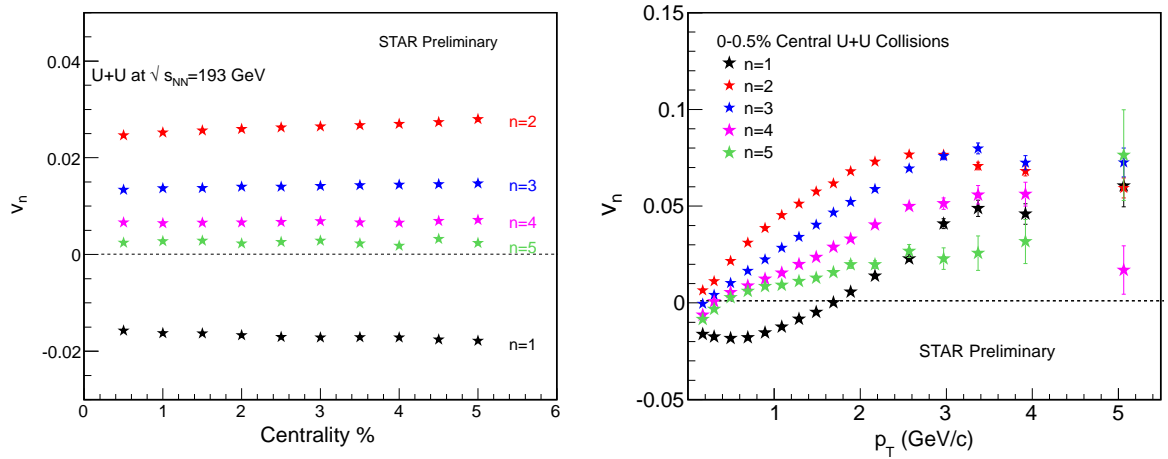 STAR Preliminary
U+U at √ sNN=193 GeV
n=2
n=3
n=4
n=5
n=1
0.04
0.02
0
-0.02
vn
0 1 2 3 4 5 6
Centrality %
0-0.5% Central U+U Collisions
n=1
n=2
n=3
n=4
n=5
STAR Preliminary
0.15
0.1
0.05
0
-0.05
vn
1 2 3 4 5
pT (GeV/c)